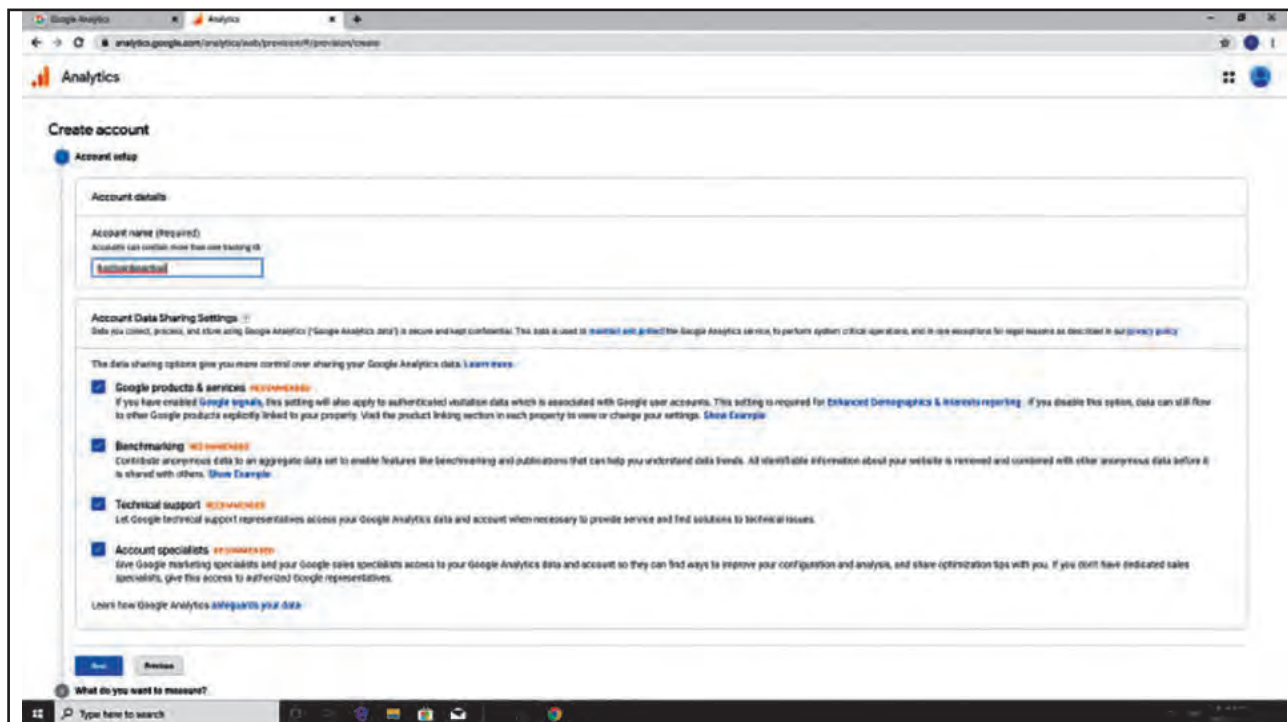 Google Analytics
Analytics
analytics.google.com/analytics/web/provision/#/provision/create
Analytics
Create account
Account setup
Account details
Account name (Required)
Accounts can contain more than one tracking ID.
Account Data Sharing Settings
Data you collect, process, and store using Google Analytics ("Google Analytics data") is secure and kept confidential. This data is used to maintain and protect the Google Analytics service, to perform system critical operations, and in rare exceptions for legal reasons as described in our privacy policy
The data sharing options give you more control over sharing your Google Analytics data. Learn more
Google products & services RECOMMENDED
If you have enabled Google signals, this setting will also apply to authenticated visitation data which is associated with Google user accounts. This setting is required for Enhanced Demographics & Interests reporting. If you disable this option, data can still flow
to other Google products explicitly linked to your property. Visit the product linking section in each property to view or change your settings. Show Example
Benchmarking RECOMMENDED
Contribute anonymous data to an aggregate data set to enable features like benchmarking and publications that can help you understand data trends. All identifiable information about your website is removed and combined with other anonymous data before it
is shared with others. Show Example
Technical support RECOMMENDED
Let Google technical support representatives access your Google Analytics data and account when necessary to provide service and find solutions to technical issues.
Account specialists RECOMMENDED
Give Google marketing specialists and your Google sales specialists access to your Google Analytics data and account so they can find ways to improve your configuration and analysis, and share optimization tips with you. If you don't have dedicated sales
specialists, give this access to authorized Google representatives.
Learn how Google Analytics safeguards your data
Next Previous
What do you want to measure?
Type here to search